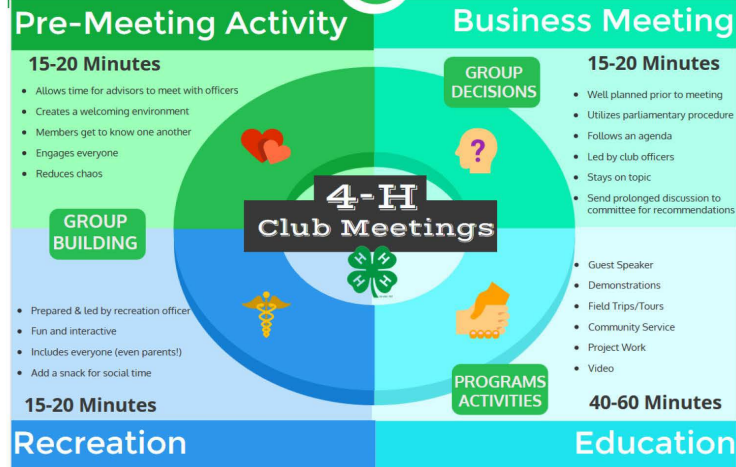 Pre-Meeting Activity
15-20 Minutes
• Allows time for advisors to meet with officers
• Creates a welcoming environment
• Members get to know one another
• Engages everyone
• Reduces chaos
GROUP
BUILDING
Business Meeting
GROUP
DECISIONS
15-20 Minutes
• Well planned prior to meeting
• Utilizes parliamentary procedure
• Follows an agenda
• Led by club officers
• Stays on topic
• Send prolonged discussion to
committee for recommendations
?
4-H
Club Meetings
H H
H H
• Prepared & led by recreation officer
• Fun and interactive
• Includes everyone (even parents!)
• Add a snack for social time
15-20 Minutes
Recreation
• Guest Speaker
• Demonstrations
• Field Trips/Tours
• Community Service
• Project Work
• Video
PROGRAMS
ACTIVITIES
40-60 Minutes
Education